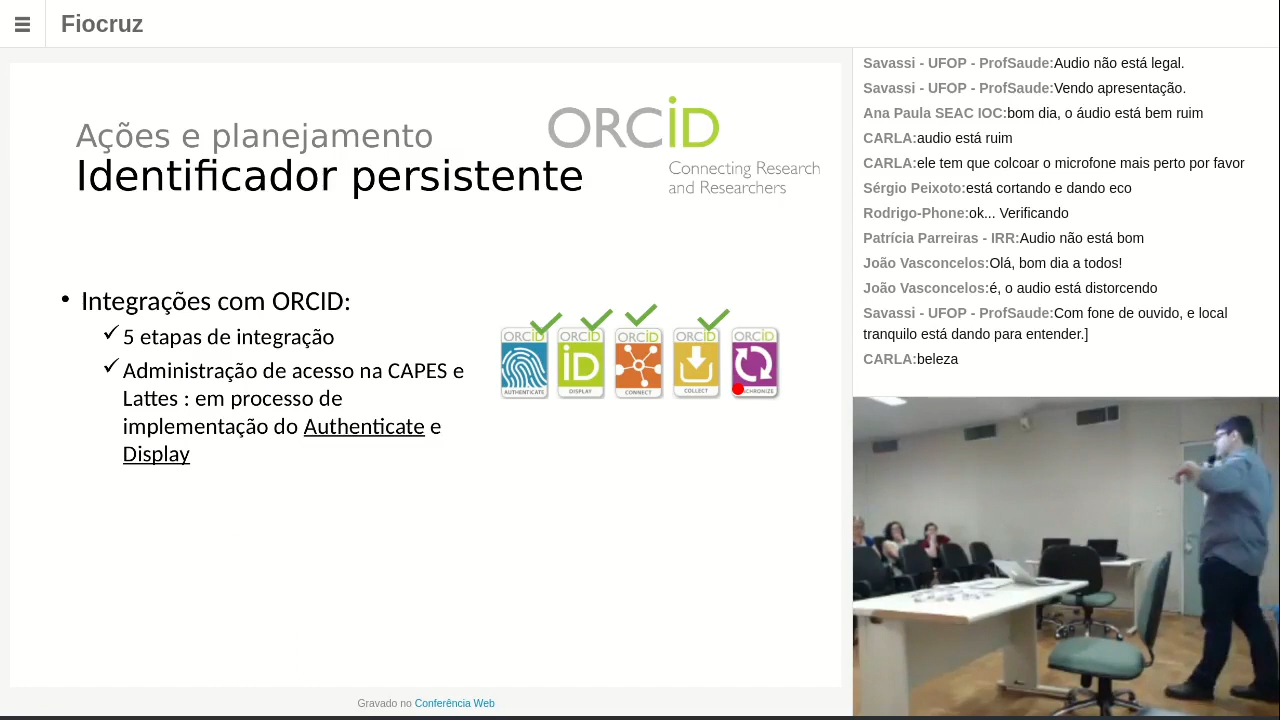 Fiocruz
Ações e planejamento
Identificador persistente
ORCiD
Connecting Research
and Researchers
• Integrações com ORCID:
✓ 5 etapas de integração
✓ Administração de acesso na CAPES e
Lattes : em processo de
implementação do Authenticate e
Display
ORCiD ORCiD ORCiD ORCiD ORCiD
iD
AUTHENTICATE DISPLAY CONNECT COLLECT
Gravado no Conferência Web
Savassi - UFOP - ProfSaude:Audio não está legal.
Savassi - UFOP - ProfSaude:Vendo apresentação.
Ana Paula SEAC IOC:bom dia, o áudio está bem ruim
CARLA:audio está ruim
CARLA:ele tem que colcoar o microfone mais perto por favor
Sérgio Peixoto:está cortando e dando eco
Rodrigo-Phone:ok... Verificando
Patrícia Parreiras - IRR:Audio não está bom
João Vasconcelos:Olá, bom dia a todos!
João Vasconcelos:é, o audio está distorcendo
Savassi - UFOP - ProfSaude:Com fone de ouvido, e local
tranquilo está dando para entender.]
CARLA:beleza